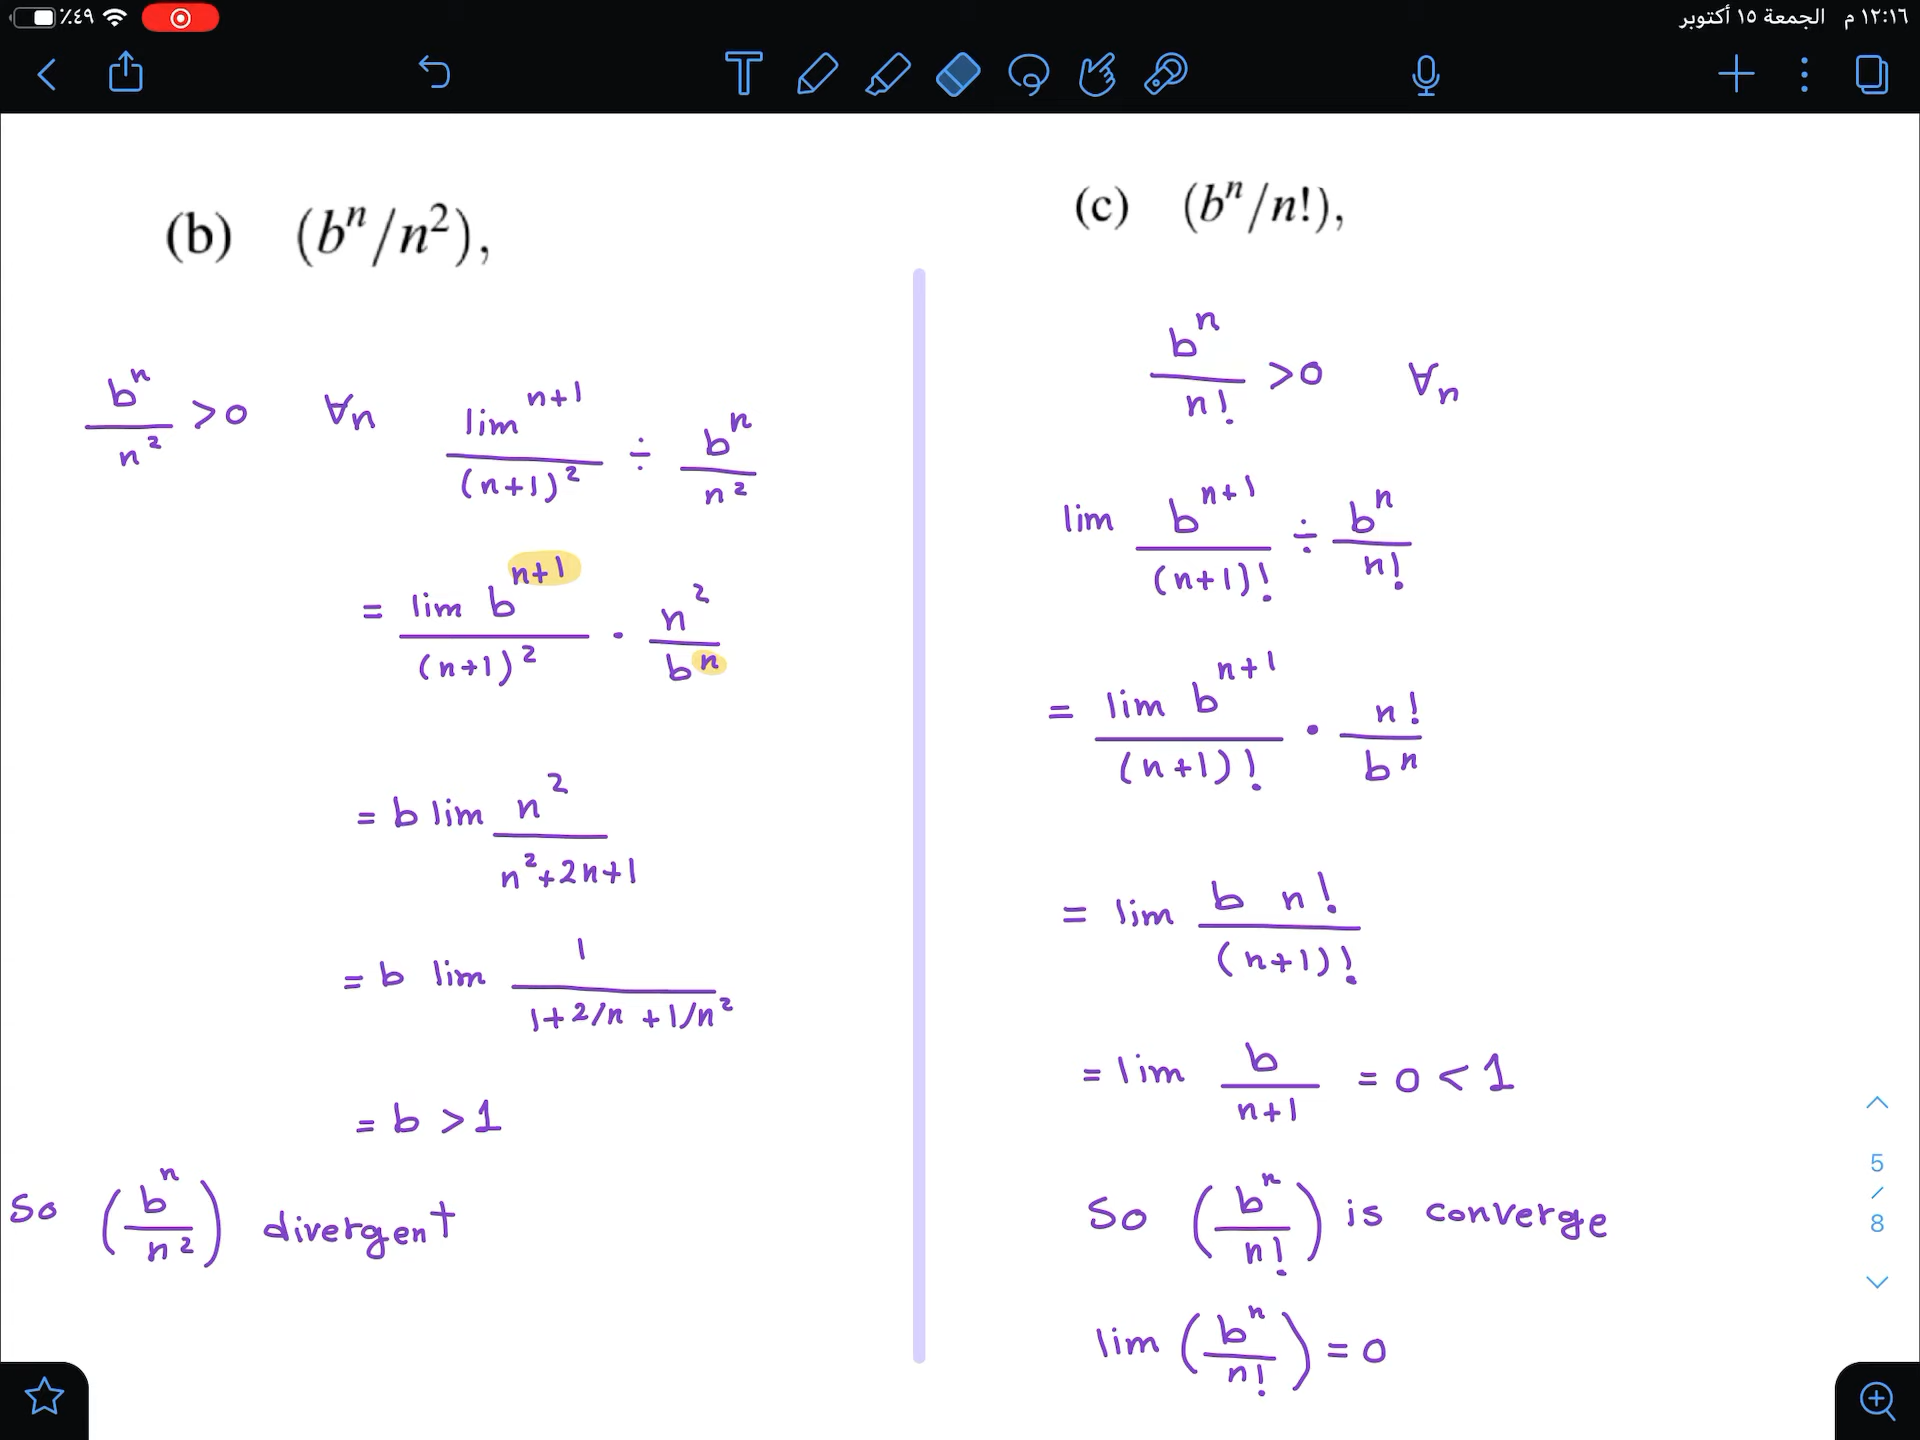 ٪٤٩
١٢:١٦ م الجمعة ١٥ أكتوبر
T
(b) (bⁿ/n²),
bⁿ/n² >0 ∀n lim ⁿ⁺¹/(n+1)² ÷ bⁿ/n²
= lim bⁿ⁺¹/(n+1)² · n²/bⁿ
= b lim n²/n²+2n+1
= b lim 1/1+2/n +1/n²
= b >1
So (bⁿ/n²) divergent
(c) (bⁿ/n!),
bⁿ/n! >0 ∀n
lim bⁿ⁺¹/(n+1)! ÷ bⁿ/n!
= lim bⁿ⁺¹/(n+1)! · n!/bⁿ
= lim b n!/(n+1)!
= lim b/n+1 = 0 < 1
So (bⁿ/n!) is converge
lim (bⁿ/n!) = 0
5
/
8